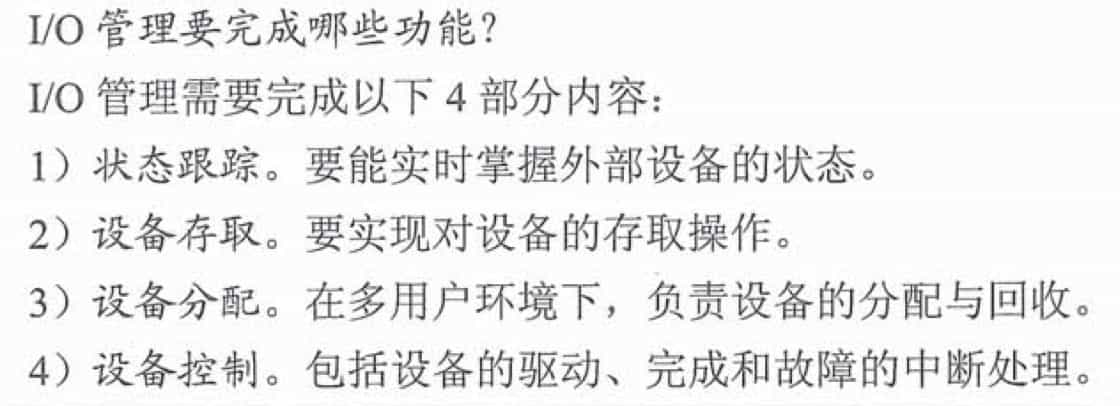 I/O 管理要完成哪些功能？
I/O 管理需要完成以下 4 部分内容：
1）状态跟踪。要能实时掌握外部设备的状态。
2）设备存取。要实现对设备的存取操作。
3）设备分配。在多用户环境下，负责设备的分配与回收。
4）设备控制。包括设备的驱动、完成和故障的中断处理。